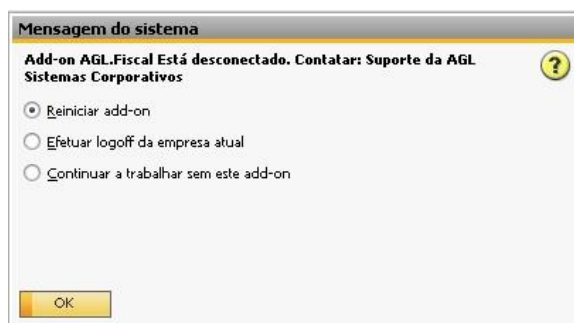 Mensagem do sistema
Add-on AGL.Fiscal Está desconectado. Contatar: Suporte da AGL
Sistemas Corporativos
?
Reiniciar add-on
Efetuar logoff da empresa atual
Continuar a trabalhar sem este add-on
OK